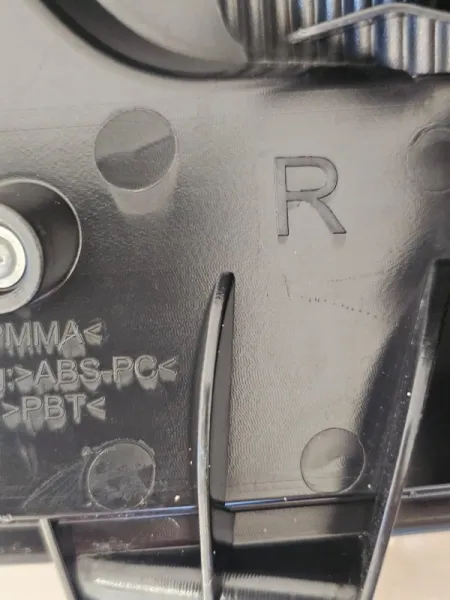 R
PMMA<
g:>ABS-PC<
>PBT<